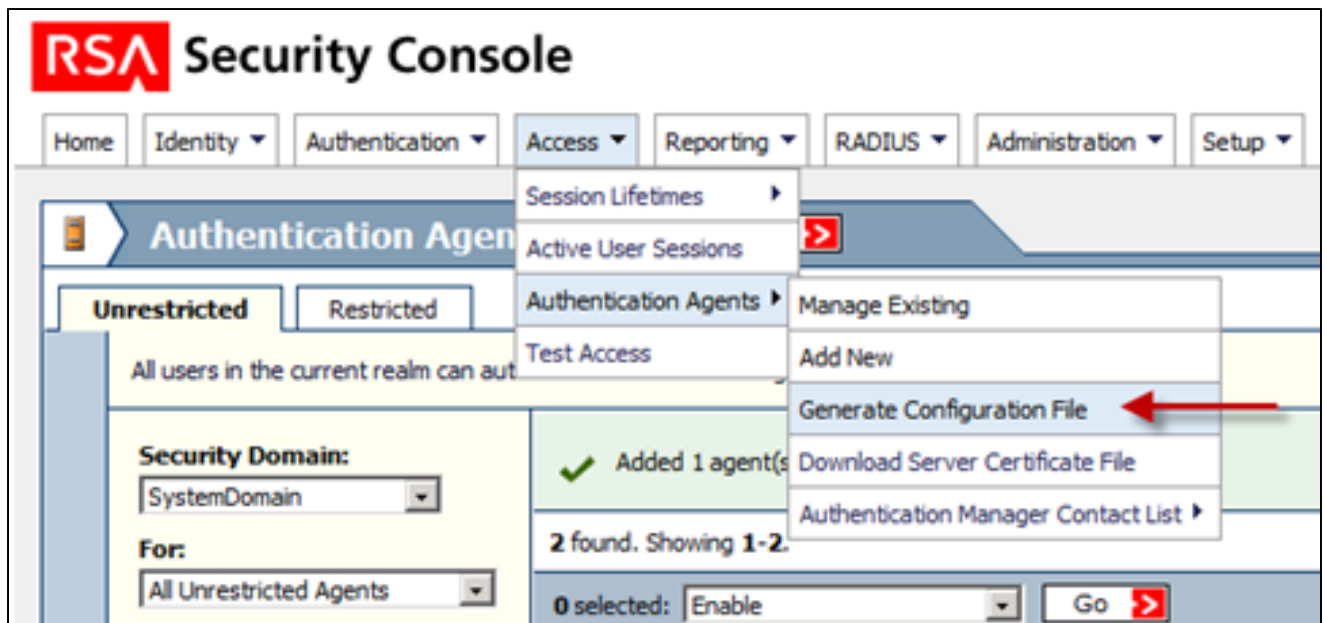 RSA Security Console
Home Identity Authentication Access Reporting RADIUS Administration Setup
Session Lifetimes
Active User Sessions
Authentication Agents
Test Access
Manage Existing
Add New
Generate Configuration File
Download Server Certificate File
Authentication Manager Contact List
Authentication Agen
Unrestricted Restricted
All users in the current realm can aut
Security Domain:
SystemDomain
For:
All Unrestricted Agents
Added 1 agent(s
2 found. Showing 1-2.
0 selected: Enable Go